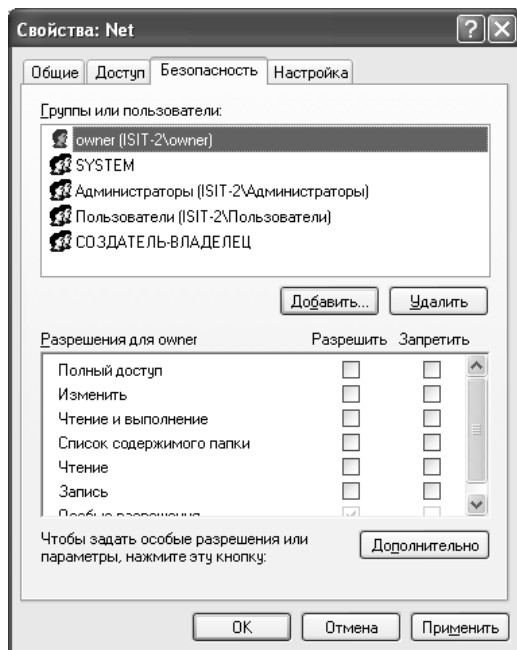 Свойства: Net
Общие Доступ Безопасность Настройка
Группы или пользователи:
owner (ISIT-2\owner)
SYSTEM
Администраторы (ISIT-2\Администраторы)
Пользователи (ISIT-2\Пользователи)
СОЗДАТЕЛЬ-ВЛАДЕЛЕЦ
Добавить... Удалить
Разрешения для owner Разрешить Запретить
Полный доступ
Изменить
Чтение и выполнение
Список содержимого папки
Чтение
Запись
Особые разрешения
Чтобы задать особые разрешения или
параметры, нажмите эту кнопку:
Дополнительно
OK Отмена Применить